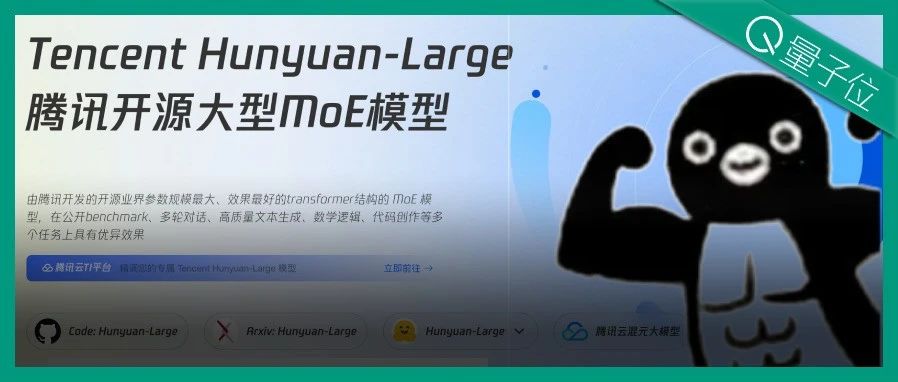 Tencent Hunyuan-Large
腾讯开源大型MoE模型
量子位
由腾讯开发的开源业界参数规模最大、效果最好的transformer结构的 MoE 模
型，在公开benchmark、多轮对话、高质量文本生成、数学逻辑、代码创作等多
个任务上具有优异效果
腾讯云TI平台 精调您的专属 Tencent Hunyuan-Large 模型 立即前往 →
Code: Hunyuan-Large
Arxiv: Hunyuan-Large
Hunyuan-Large
腾讯云混元大模型